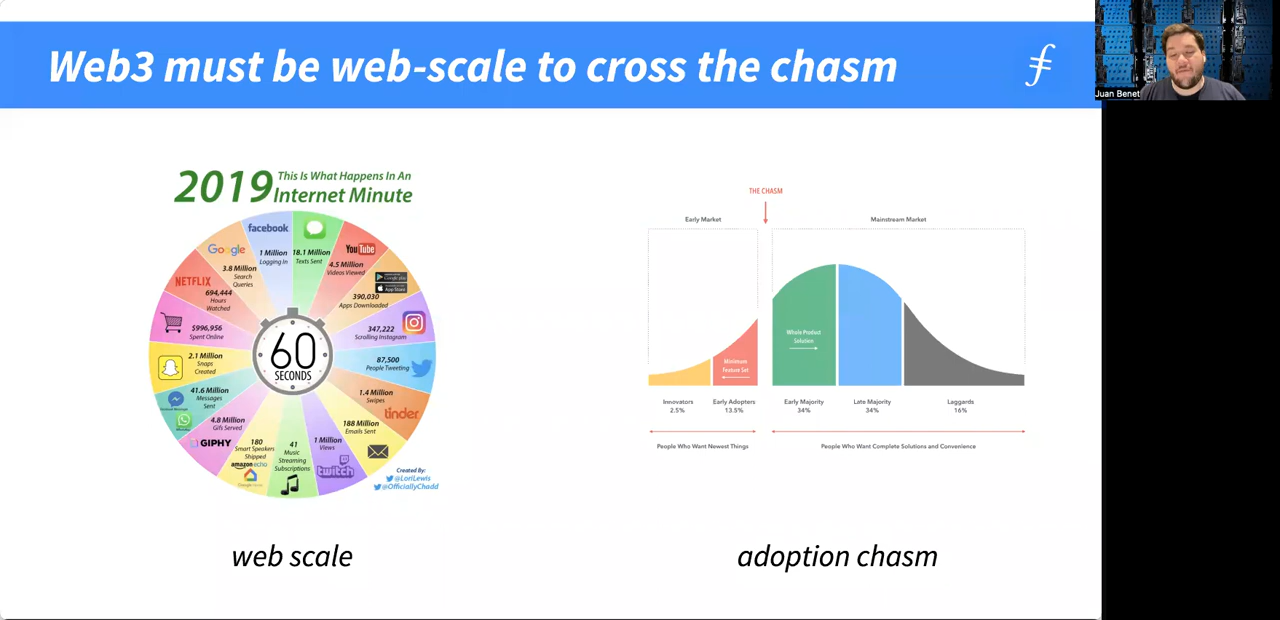 Web3 must be web-scale to cross the chasm
Juan Benet
2019 This Is What Happens In An
Internet Minute
facebook
1 Million
Logging In
18.1 Million
Texts Sent
YouTube
4.5 Million
Videos Viewed
Google play
App Store
390,030
Apps Downloaded
347,222
Scrolling Instagram
87,500
People Tweeting
1.4 Million
Swipes
tinder
188 Million
Emails Sent
1 Million
Views
twitch
41
Music
Streaming
Subscriptions
180
Smart Speakers
Shipped
amazon echo
4.8 Million
Gifs Served
GIPHY
41.6 Million
Messages
Sent
2.1 Million
Snaps
Created
$996,956
Spent Online
NETFLIX
694,444
Hours
Watched
Google
3.8 Million
Search
Queries
60
SECONDS
Created By:
@LoriLewis
@OfficiallyChadd
web scale
THE CHASM
Early Market
Mainstream Market
Minimum
Feature Set
Whole Product
Solution
Innovators
2.5%
Early Adopters
13.5%
Early Majority
34%
Late Majority
34%
Laggards
16%
People Who Want Newest Things
People Who Want Complete Solutions and Convenience
adoption chasm